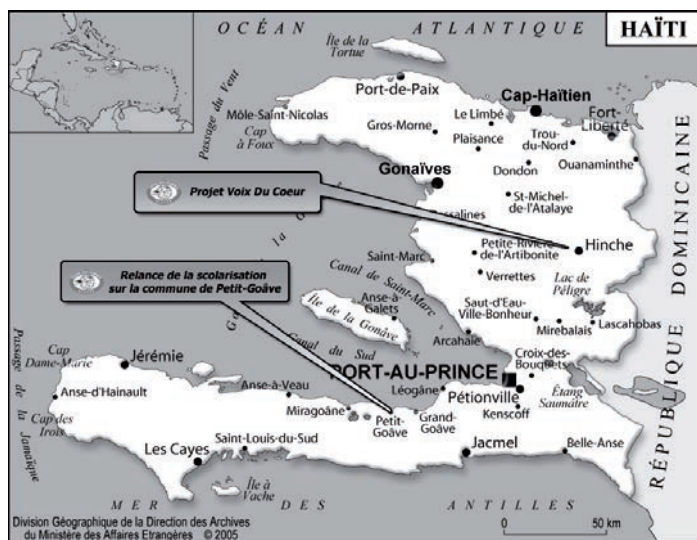 OCÉAN ATLANTIQUE
HAÏTI
Île de la
Tortue
Passage du Vent
Port-de-Paix
Cap-Haïtien
Môle-Saint-Nicolas
Le Limbé
Fort-
Liberté
Cap
à Foux
Gros-Morne
Plaisance
Trou-
du-Nord
Ouanaminthe
Dondon
Gonaïves
Projet Voix Du Coeur
St-Michel-
de-l'Atalaye
Hinche
Saint-Marc
Petite-Rivière-
de-l'Artibonite
Canal de Saint-Marc
Verrettes
Lac de
Péligre
Relance de la scolarisation
sur la commune de Petit-Goâve
Anse-à-
Galets
Île de la Gonâve
Saut-d'Eau-
Ville-Bonheur
Mirebalais
Lascahobas
Arcahaie
RÉPUBLIQUE DOMINICAINE
Canal du Sud
Croix-des-
Bouquets
PORT-AU-PRINCE
Cap
Dame-Marie
Jérémie
Passage de la Jamaïque
Anse-d'Hainault
Anse-à-Veau
Léogâne
Pétionville
Étang
Saumâtre
Miragoâne
Petit-
Goâve
Grand-
Goâve
Kenscoff
Cap des
Irois
Les Cayes
Saint-Louis-du-Sud
Jacmel
Belle-Anse
Île à
Vache
MER DES ANTILLES
Division Géographique de la Direction des Archives
du Ministère des Affaires Etrangères © 2005
0 50 km